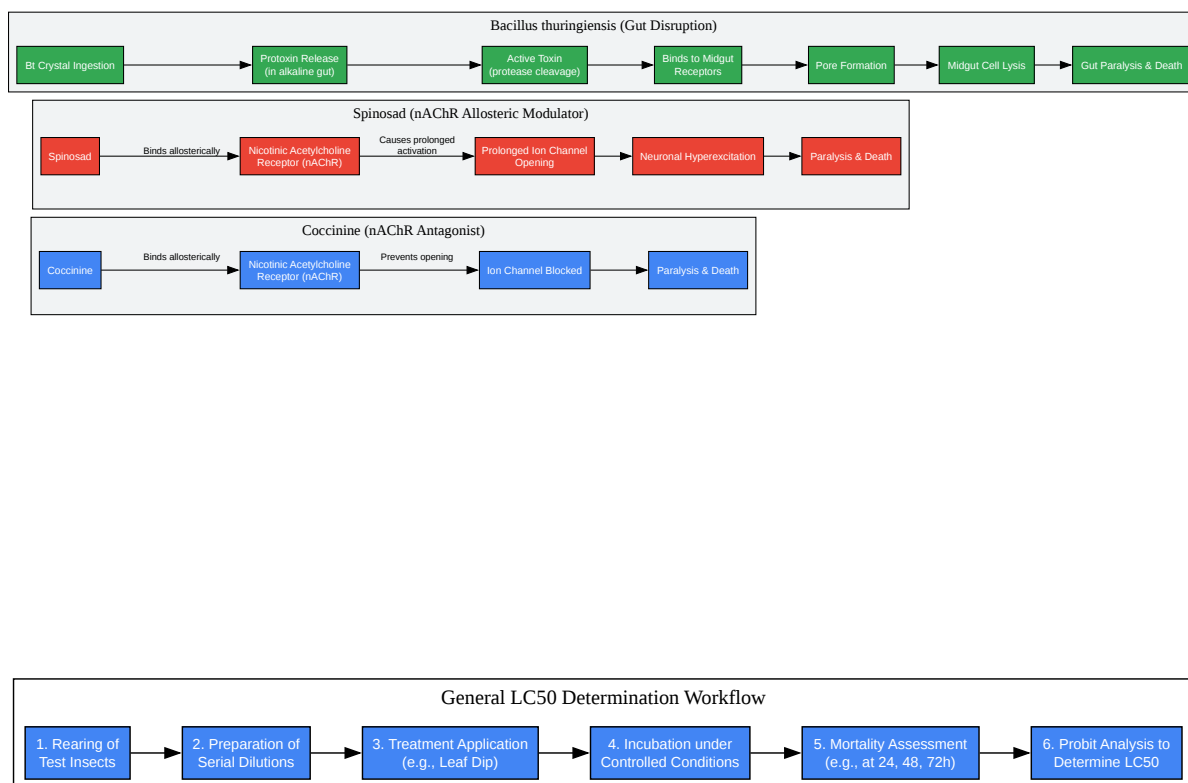 Bacillus thuringiensis (Gut Disruption)
Bt Crystal Ingestion
Protoxin Release
(in alkaline gut)
Active Toxin
(protease cleavage)
Binds to Midgut
Receptors
Pore Formation
Midgut Cell Lysis
Gut Paralysis & Death
Spinosad (nAChR Allosteric Modulator)
Spinosad
Binds allosterically
Nicotinic Acetylcholine
Receptor (nAChR)
Causes prolonged
activation
Prolonged Ion Channel
Opening
Neuronal Hyperexcitation
Paralysis & Death
Coccinine (nAChR Antagonist)
Coccinine
Binds allosterically
Nicotinic Acetylcholine
Receptor (nAChR)
Prevents opening
Ion Channel Blocked
Paralysis & Death
General LC50 Determination Workflow
1. Rearing of
Test Insects
2. Preparation of
Serial Dilutions
3. Treatment Application
(e.g., Leaf Dip)
4. Incubation under
Controlled Conditions
5. Mortality Assessment
(e.g., at 24, 48, 72h)
6. Probit Analysis to
Determine LC50